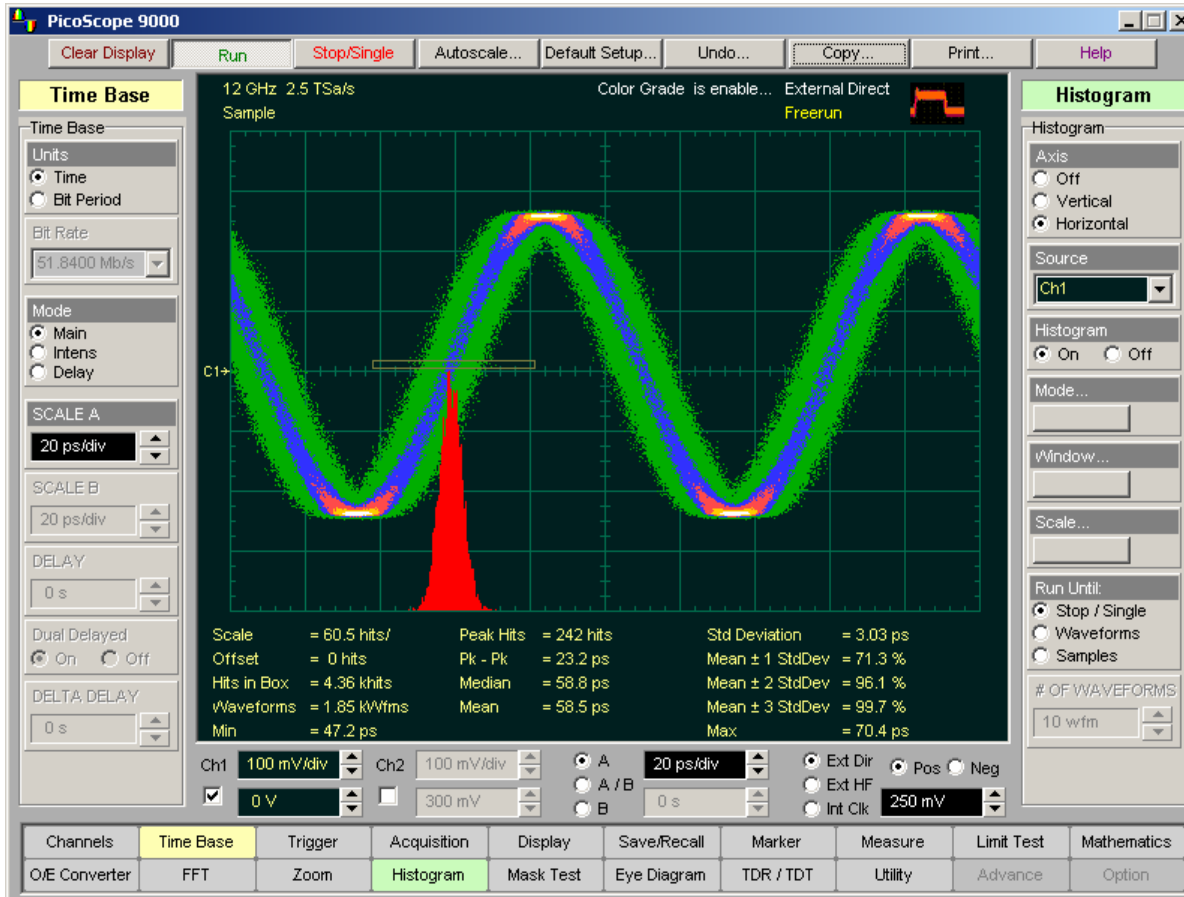 PicoScope 9000
Clear Display Run Stop/Single Autoscale... Default Setup... Undo... Copy... Print... Help
Time Base
Time Base
Units
Time
Bit Period
Bit Rate
51.8400 Mb/s
Mode
Main
Intens
Delay
SCALE A
20 ps/div
SCALE B
20 ps/div
DELAY
0 s
Dual Delayed
On Off
DELTA DELAY
0 s
12 GHz 2.5 TSa/s Color Grade is enable... External Direct
Sample Freerun
C1
Scale = 60.5 hits/ Peak Hits = 242 hits Std Deviation = 3.03 ps
Offset = 0 hits Pk - Pk = 23.2 ps Mean ± 1 StdDev = 71.3 %
Hits in Box = 4.36 khits Median = 58.8 ps Mean ± 2 StdDev = 96.1 %
Waveforms = 1.85 kWfms Mean = 58.5 ps Mean ± 3 StdDev = 99.7 %
Min = 47.2 ps Max = 70.4 ps
Histogram
Histogram
Axis
Off
Vertical
Horizontal
Source
Ch1
Histogram
On Off
Mode...
Window...
Scale...
Run Until:
Stop / Single
Waveforms
Samples
# OF WAVEFORMS
10 wfm
Ch1 100 mV/div Ch2 100 mV/div A 20 ps/div Ext Dir Pos Neg
A / B Ext HF
0 V 300 mV B 0 s Int Clk 250 mV
Channels Time Base Trigger Acquisition Display Save/Recall Marker Measure Limit Test Mathematics
O/E Converter FFT Zoom Histogram Mask Test Eye Diagram TDR / TDT Utility Advance Option